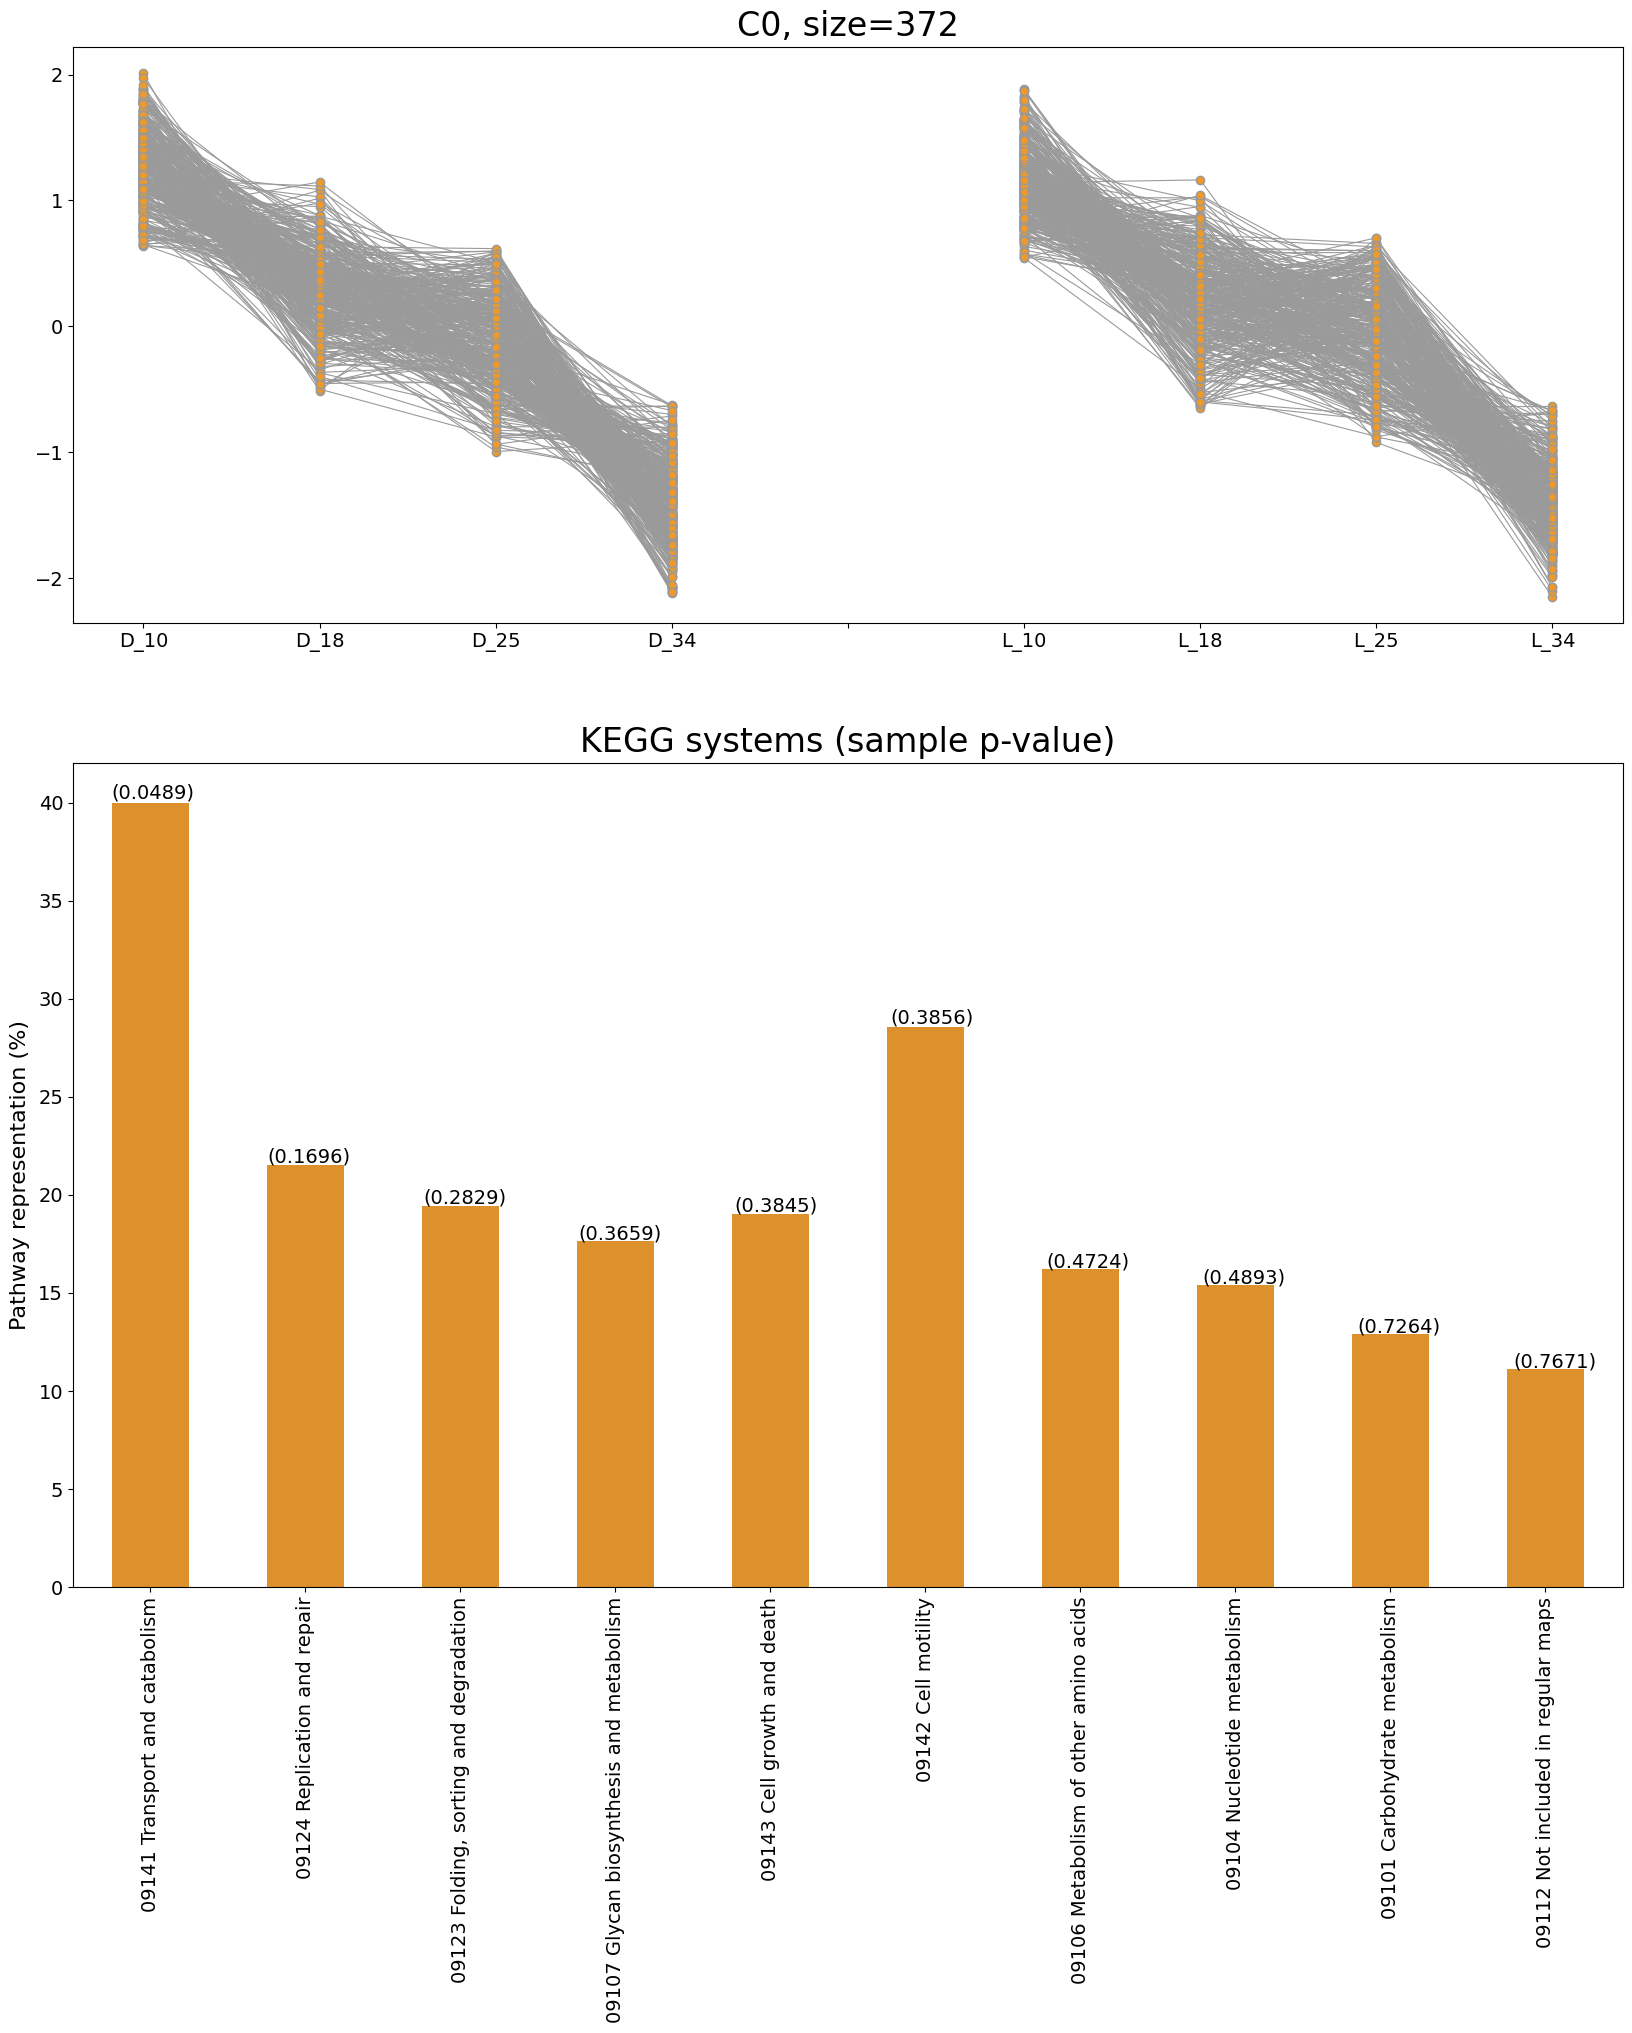 C0, size=372
2
1
0
−1
−2
D_10
D_18
D_25
D_34
L_10
L_18
L_25
L_34
KEGG systems (sample p-value)
Pathway representation (%)
40
35
30
25
20
15
10
5
0
(0.0489)
(0.1696)
(0.2829)
(0.3659)
(0.3845)
(0.3856)
(0.4724)
(0.4893)
(0.7264)
(0.7671)
09141 Transport and catabolism
09124 Replication and repair
09123 Folding, sorting and degradation
09107 Glycan biosynthesis and metabolism
09143 Cell growth and death
09142 Cell motility
09106 Metabolism of other amino acids
09104 Nucleotide metabolism
09101 Carbohydrate metabolism
09112 Not included in regular maps